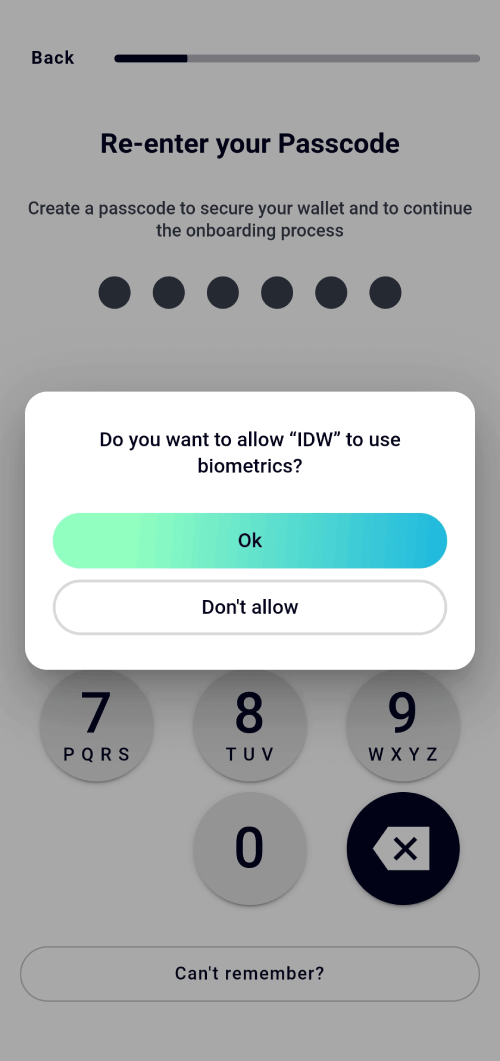 Back
Re-enter your Passcode
Create a passcode to secure your wallet and to continue
the onboarding process
Do you want to allow “IDW” to use
biometrics?
Ok
Don't allow
7 8 9
PQRS TUV WXYZ
0
Can't remember?